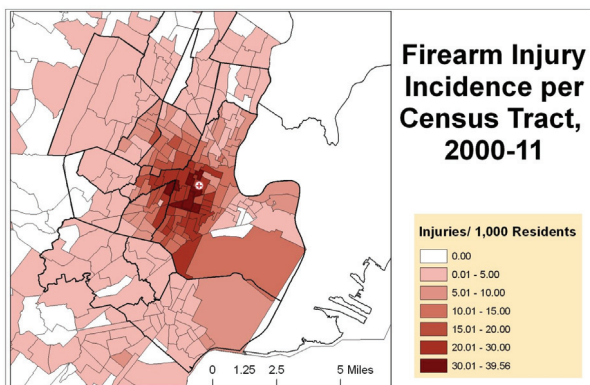 Firearm Injury
Incidence per
Census Tract,
2000-11
Injuries/ 1,000 Residents
0.00
0.01 - 5.00
5.01 - 10.00
10.01 - 15.00
15.01 - 20.00
20.01 - 30.00
30.01 - 39.56
0 1.25 2.5 5 Miles